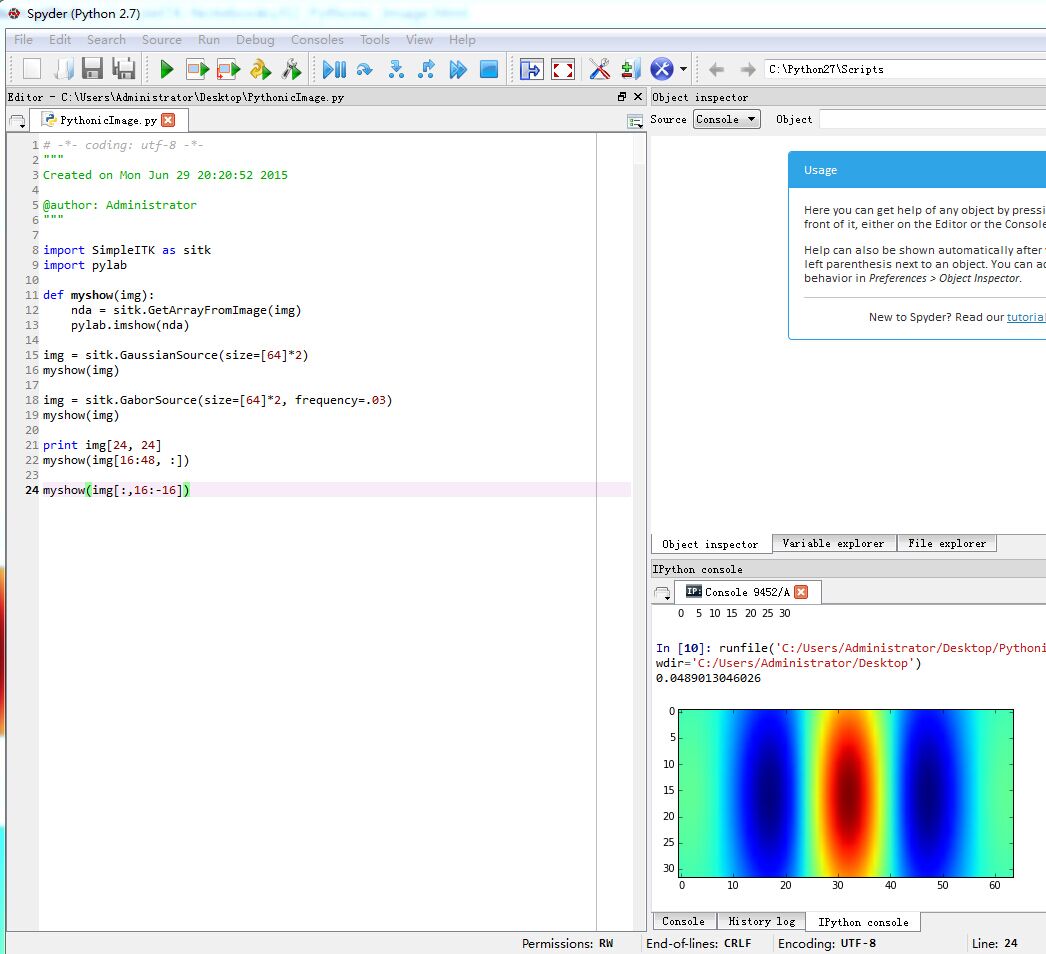 Spyder (Python 2.7)
File Edit Search Source Run Debug Consoles Tools View Help
C:\Python27\Scripts
Editor - C:\Users\Administrator\Desktop\PythonicImage.py
PythonicImage.py
1 # -*- coding: utf-8 -*-
2 """
3 Created on Mon Jun 29 20:20:52 2015
4
5 @author: Administrator
6 """
7
8 import SimpleITK as sitk
9 import pylab
10
11 def myshow(img):
12     nda = sitk.GetArrayFromImage(img)
13     pylab.imshow(nda)
14
15 img = sitk.GaussianSource(size=[64]*2)
16 myshow(img)
17
18 img = sitk.GaborSource(size=[64]*2, frequency=.03)
19 myshow(img)
20
21 print img[24, 24]
22 myshow(img[16:48, :])
23
24 myshow(img[:,16:-16])
Object inspector
Source Console Object
Usage
Here you can get help of any object by pressi
front of it, either on the Editor or the Console
Help can also be shown automatically after
left parenthesis next to an object. You can ac
behavior in Preferences > Object Inspector.
New to Spyder? Read our tutorial
Object inspector Variable explorer File explorer
IPython console
IP: Console 9452/A
0 5 10 15 20 25 30
In [10]: runfile('C:/Users/Administrator/Desktop/Pythoni
wdir='C:/Users/Administrator/Desktop')
0.0489013046026
0
5
10
15
20
25
30
0 10 20 30 40 50 60
Console History log IPython console
Permissions: RW End-of-lines: CRLF Encoding: UTF-8 Line: 24